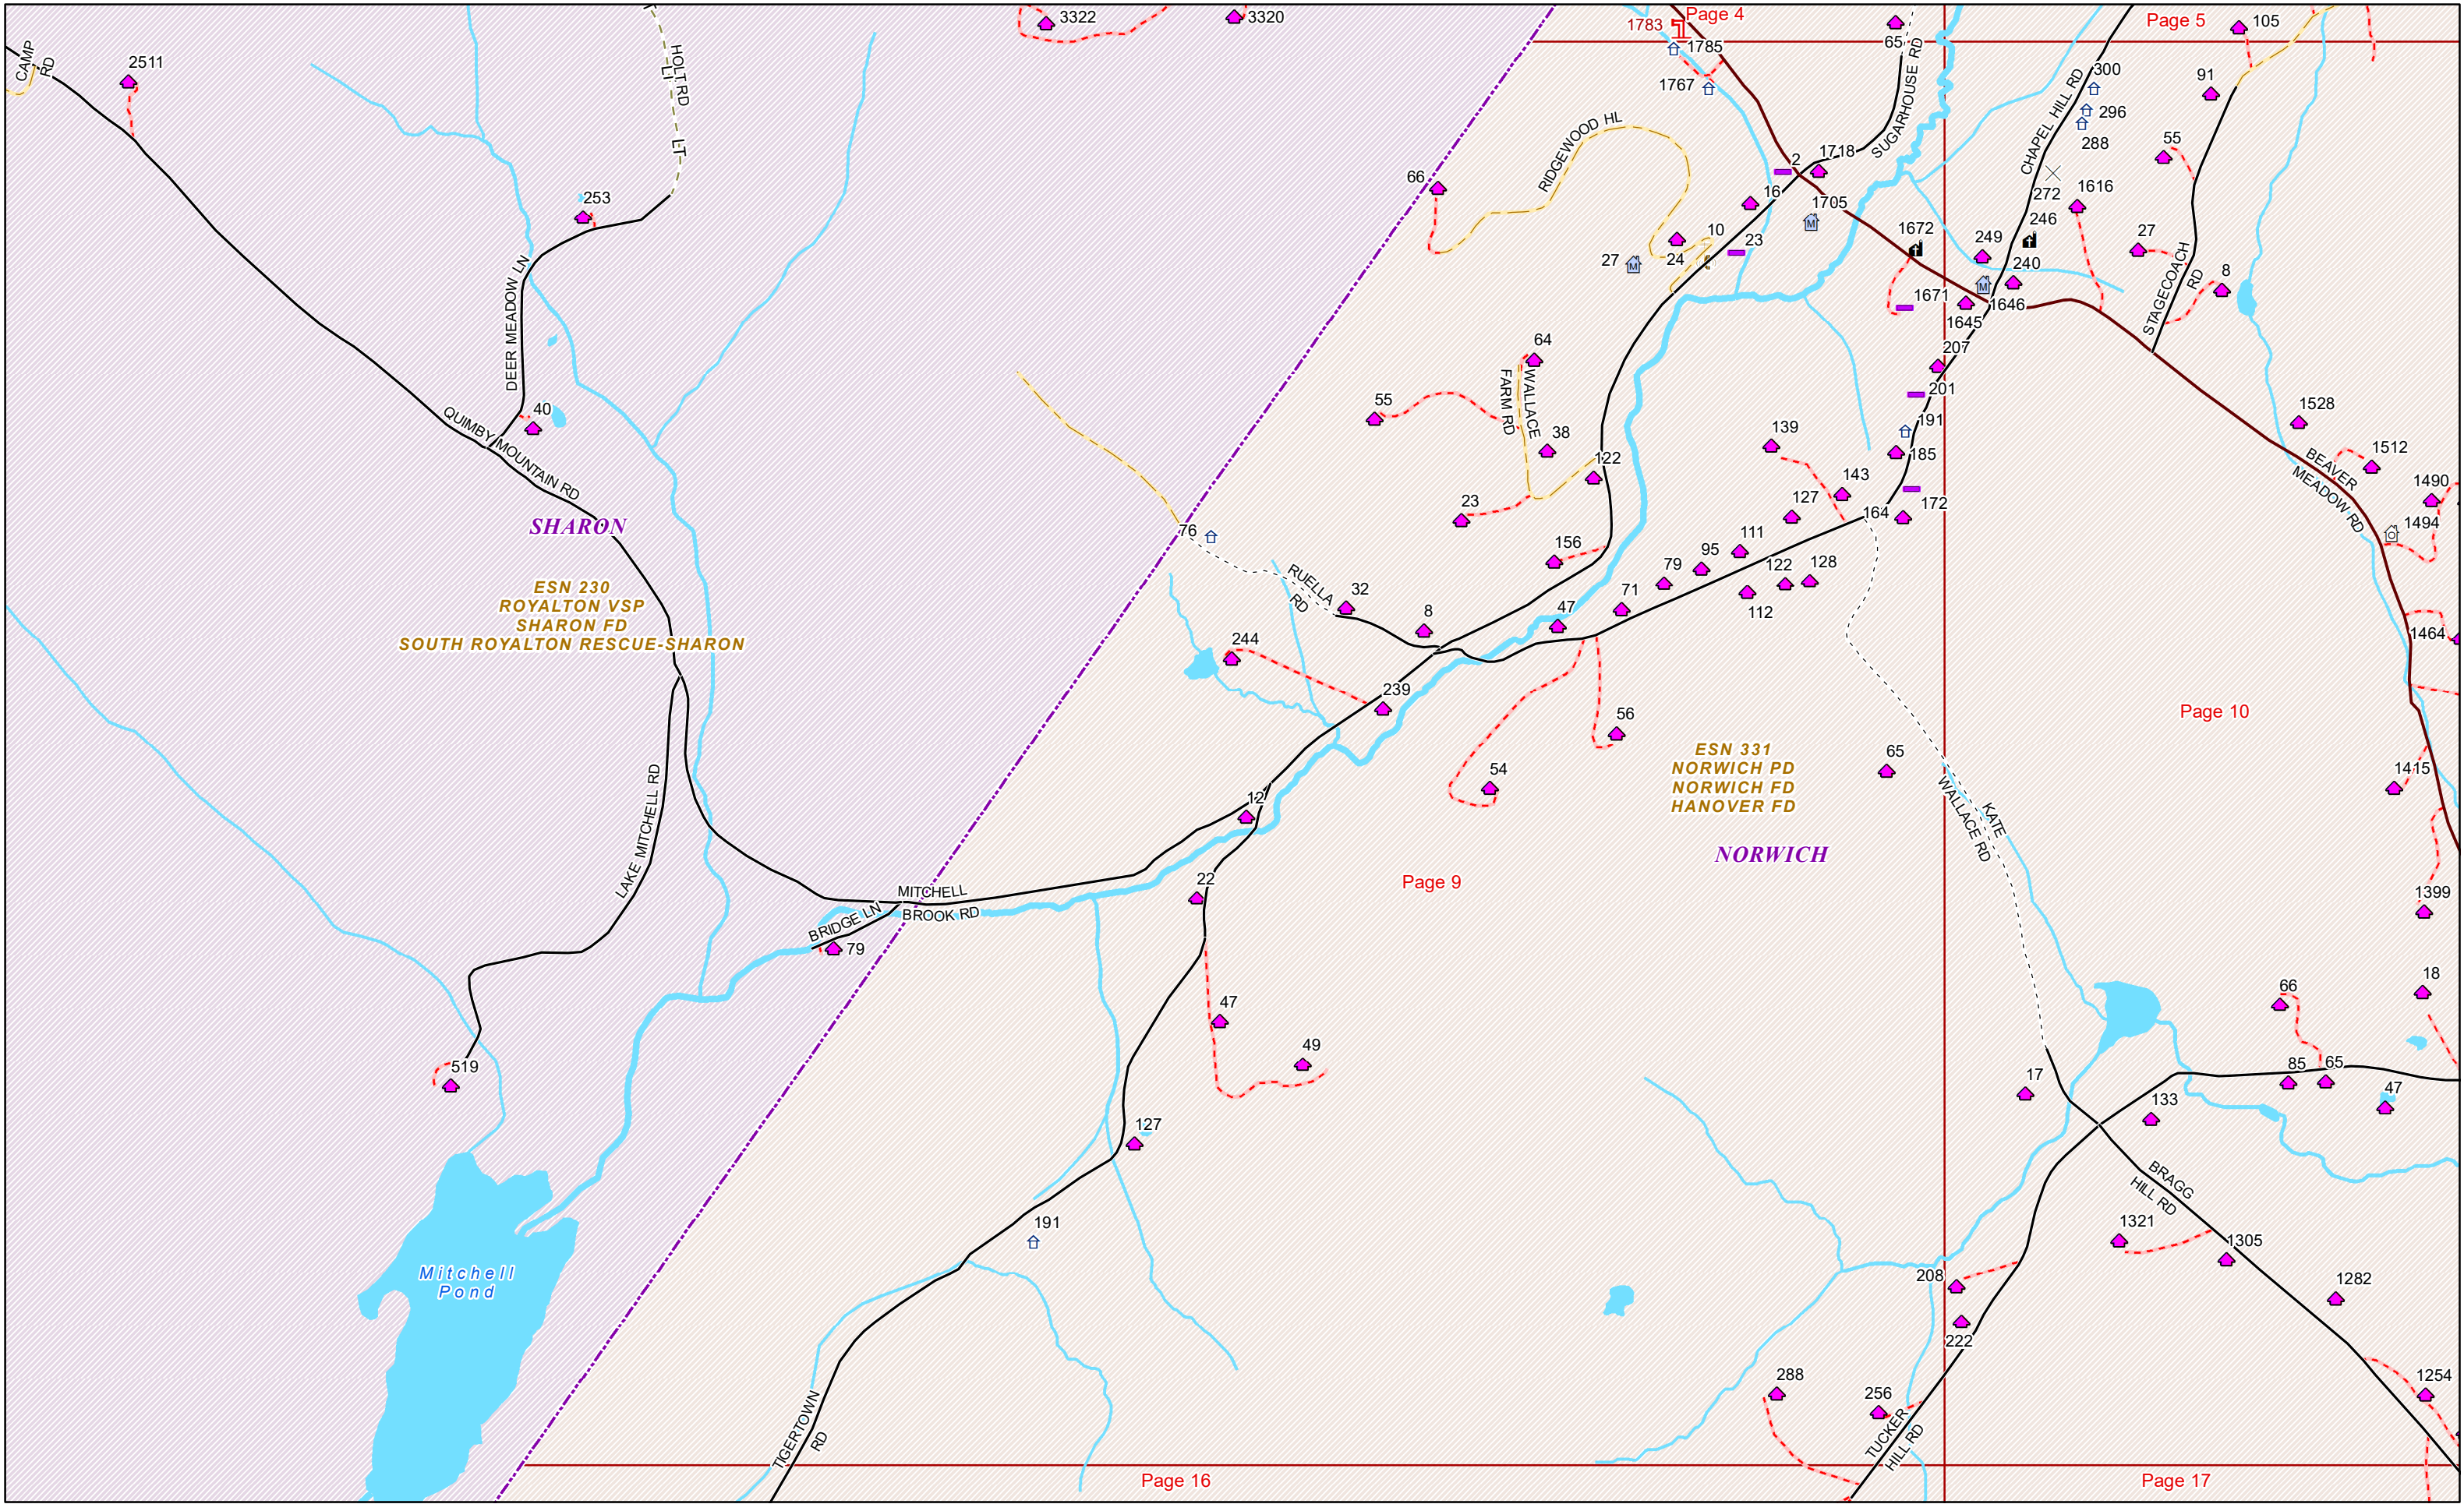 3322
3320
1783
Page 4
65
Page 5
105
CAMP
RD
2511
HOLT RD
LT
LT
1785
1767
SUGARHOUSE RD
300
296
288
91
CHAPEL HILL RD
RIDGEWOOD HL
55
2
1718
66
16
1705
272
1616
253
246
10
23
1672
249
27
24
27
240
8
STAGECOACH
RD
DEER MEADOW LN
1671
1646
1645
64
207
WALLACE
FARM RD
201
55
40
191
1528
QUIMBY MOUNTAIN RD
38
139
185
1512
122
BEAVER
MEADOW RD
143
1490
23
127
172
164
SHARON
76
1494
156
111
95
79
122
128
ESN 230
ROYALTON VSP
SHARON FD
SOUTH ROYALTON RESCUE-SHARON
RUELLA
RD
32
8
47
71
112
244
1464
239
56
Page 10
ESN 331
NORWICH PD
NORWICH FD
HANOVER FD
65
54
1415
12
KATE
WALLACE RD
LAKE MITCHELL RD
NORWICH
22
Page 9
MITCHELL
BROOK RD
1399
BRIDGE LN
79
18
66
47
49
519
85
65
17
47
133
127
BRAGG
HILL RD
191
1321
1305
Mitchell
Pond
208
1282
222
288
256
1254
TIGERTOWN
RD
TUCKER
HILL RD
Page 16
Page 17